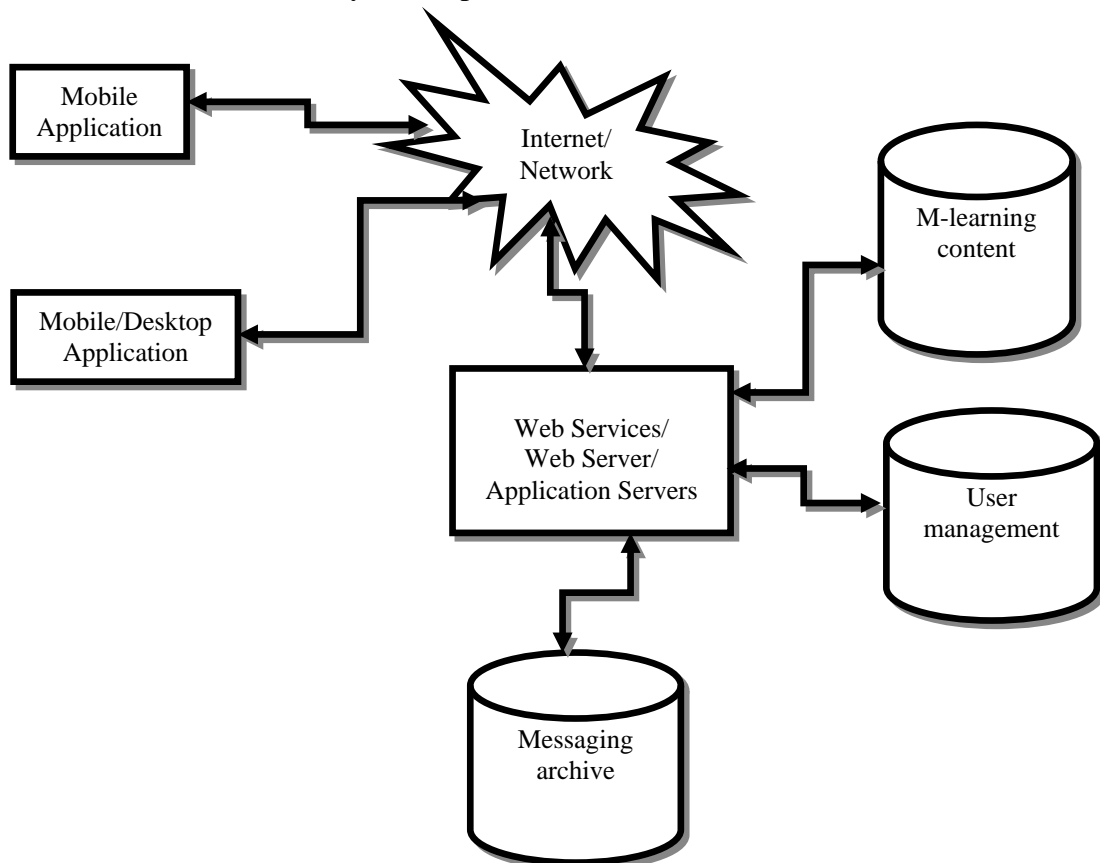 Mobile
Application
Internet/
Network
M-learning
content
Mobile/Desktop
Application
Web Services/
Web Server/
Application Servers
User
management
Messaging
archive